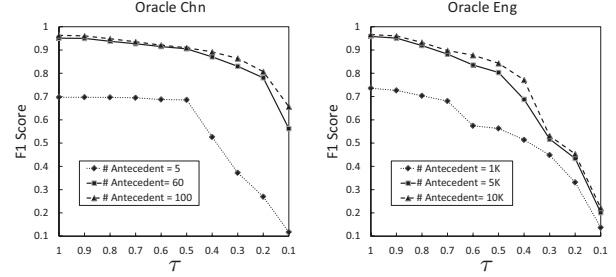 Oracle Chn
F1 Score
1
0.9
0.8
0.7
0.6
0.5
0.4
0.3
0.2
0.1
# Antecedent = 5
# Antecedent= 60
# Antecedent = 100
1 0.9 0.8 0.7 0.6 0.5 0.4 0.3 0.2 0.1
τ
Oracle Eng
F1 Score
1
0.9
0.8
0.7
0.6
0.5
0.4
0.3
0.2
0.1
# Antecedent = 1K
# Antecedent = 5K
# Antecedent= 10K
1 0.9 0.8 0.7 0.6 0.5 0.4 0.3 0.2 0.1
τ